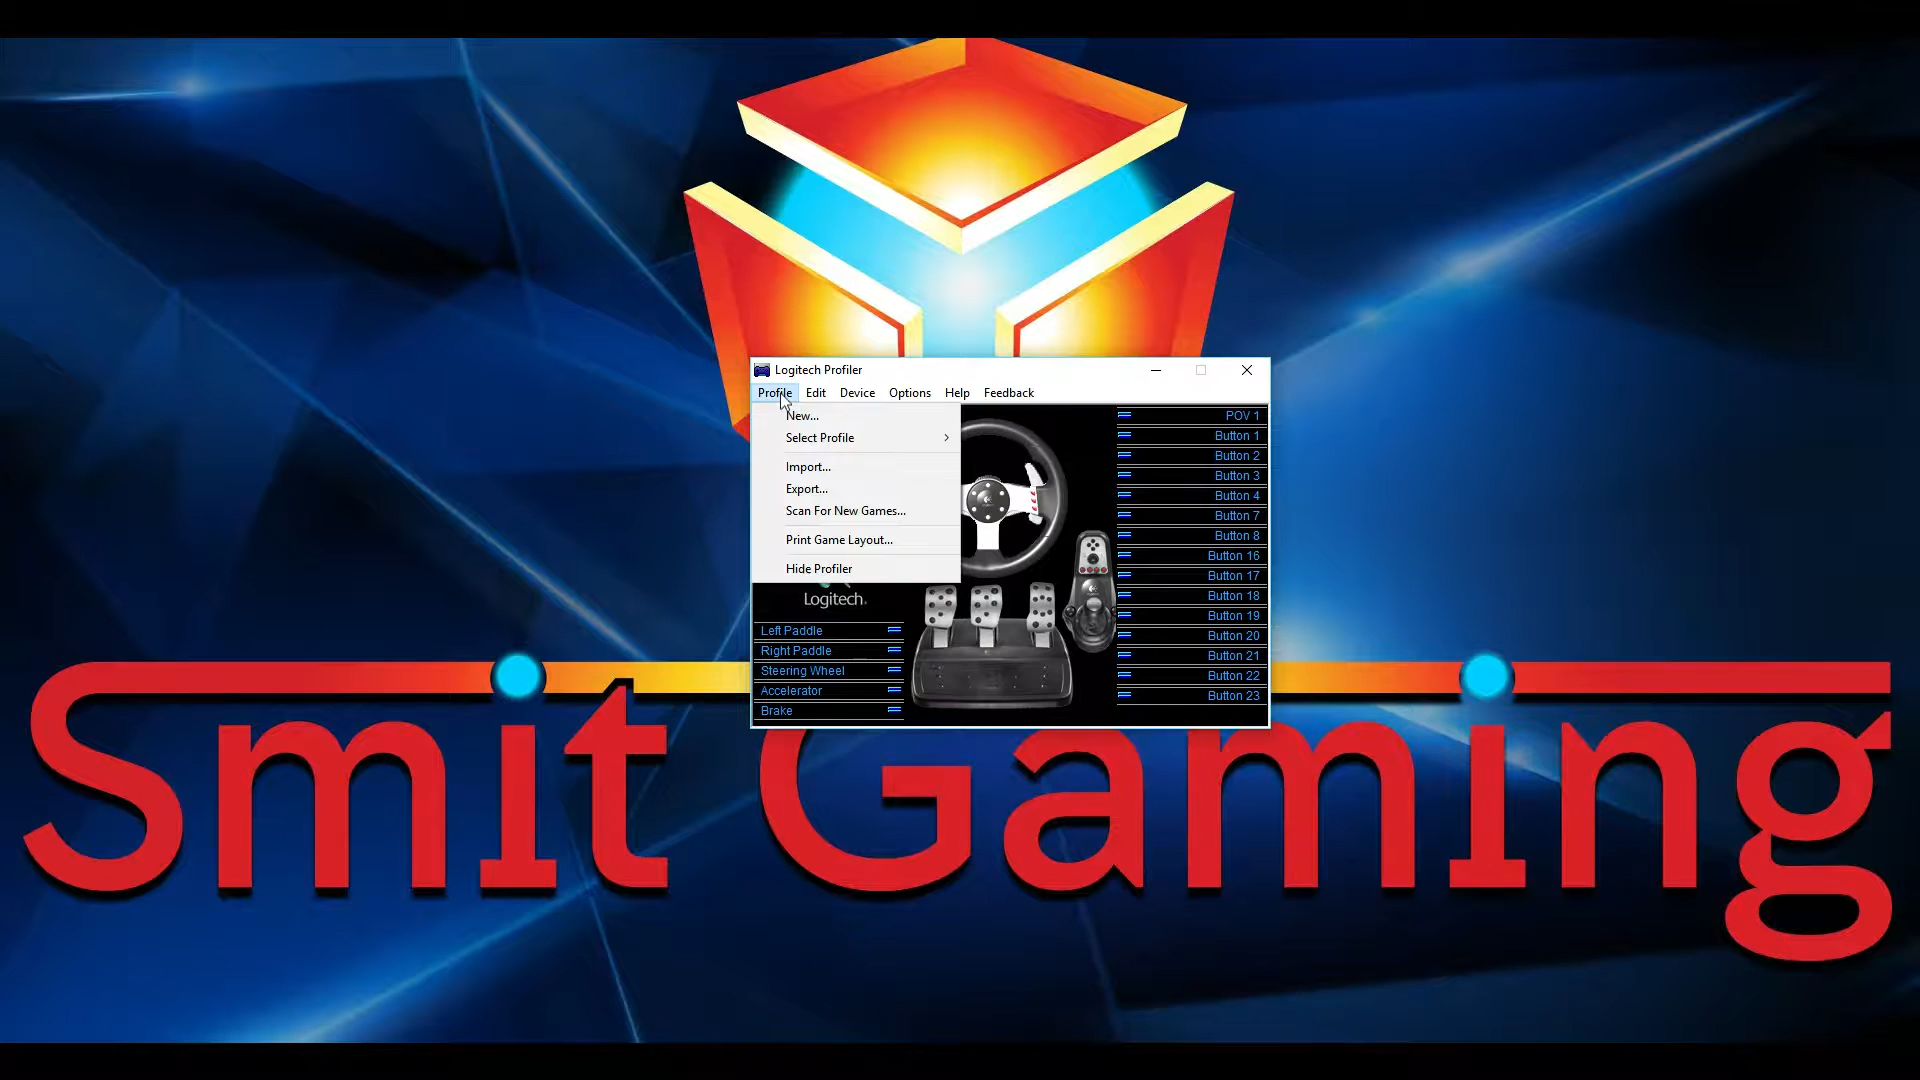 Logitech Profiler
Profile Edit Device Options Help Feedback
New...
Select Profile
Import...
Export...
Scan For New Games...
Print Game Layout...
Hide Profiler
Logitech
Left Paddle
Right Paddle
Steering Wheel
Accelerator
Brake
POV 1
Button 1
Button 2
Button 3
Button 4
Button 7
Button 8
Button 16
Button 17
Button 18
Button 19
Button 20
Button 21
Button 22
Button 23
Smit Gaming